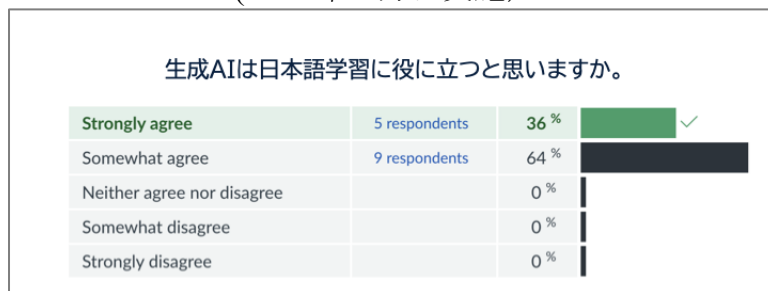 生成AIは日本語学習に役に立つと思いますか。
Strongly agree 5 respondents 36 %
Somewhat agree 9 respondents 64 %
Neither agree nor disagree 0 %
Somewhat disagree 0 %
Strongly disagree 0 %